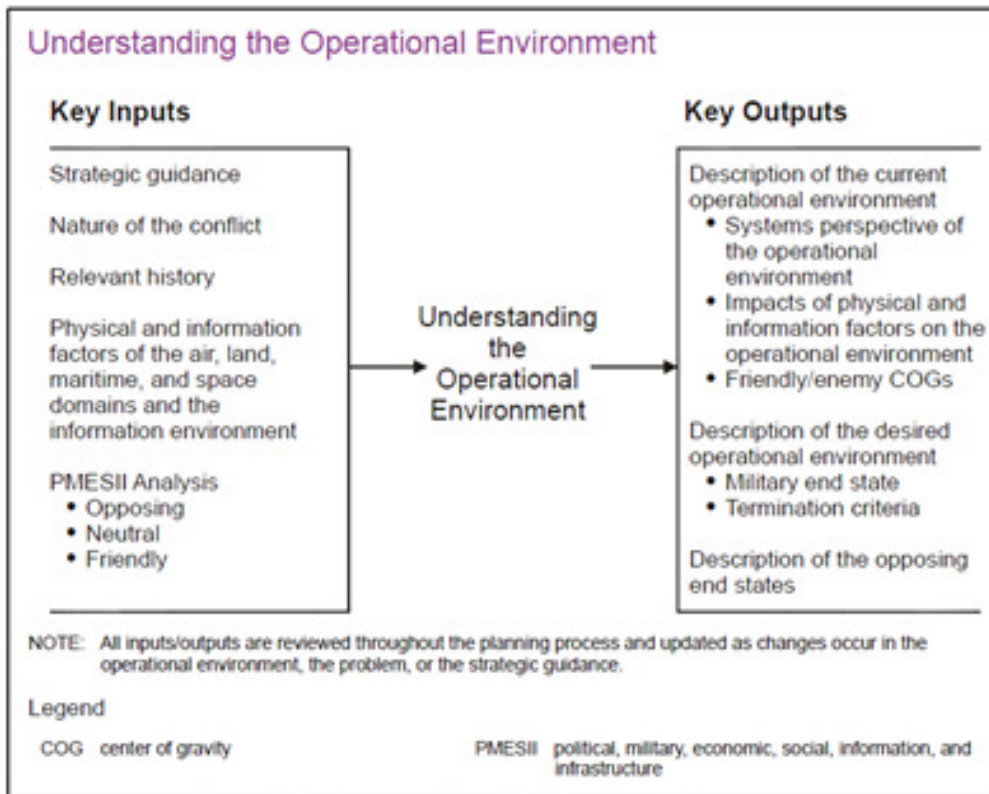 Understanding the Operational Environment
Key Inputs
Strategic guidance
Nature of the conflict
Relevant history
Physical and information
factors of the air, land,
maritime, and space
domains and the
information environment
PMESII Analysis
• Opposing
• Neutral
• Friendly
Understanding
the
Operational
Environment
Key Outputs
Description of the current
operational environment
• Systems perspective of
the operational
environment
• Impacts of physical and
information factors on the
operational environment
• Friendly/enemy COGs
Description of the desired
operational environment
• Military end state
• Termination criteria
Description of the opposing
end states
NOTE: All inputs/outputs are reviewed throughout the planning process and updated as changes occur in the
operational environment, the problem, or the strategic guidance.
Legend
COG center of gravity
PMESII political, military, economic, social, information, and
infrastructure